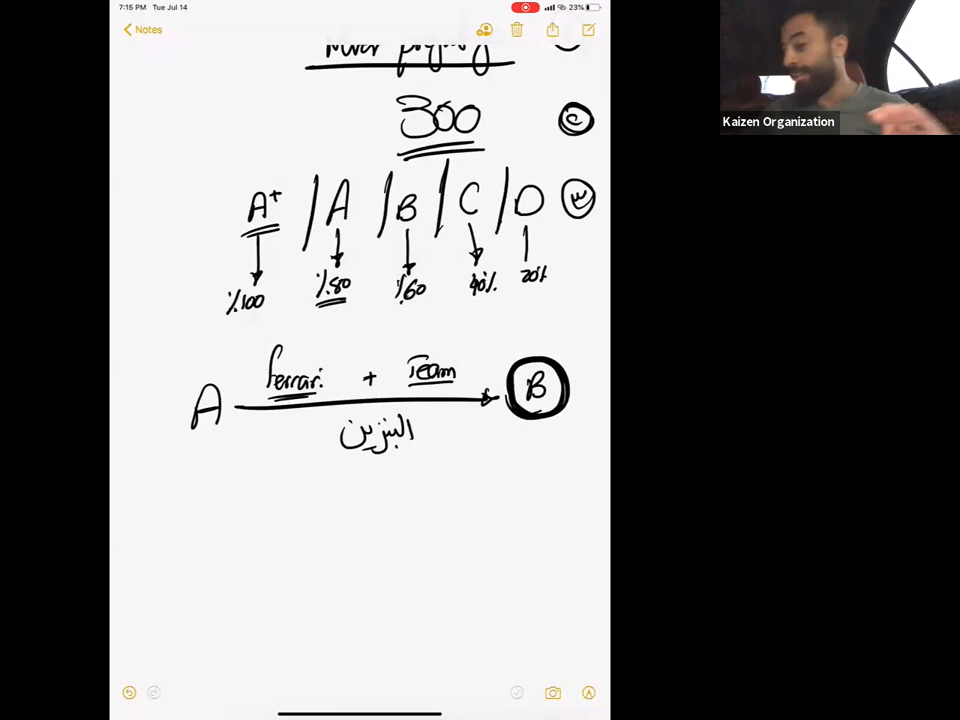 7:15 PM Tue Jul 14
23%
Notes
Kaizen Organization
300
A+ / A / B / C / D
%100 %80 %60 40% 20%
Ferrari + Team
A B
البنزين